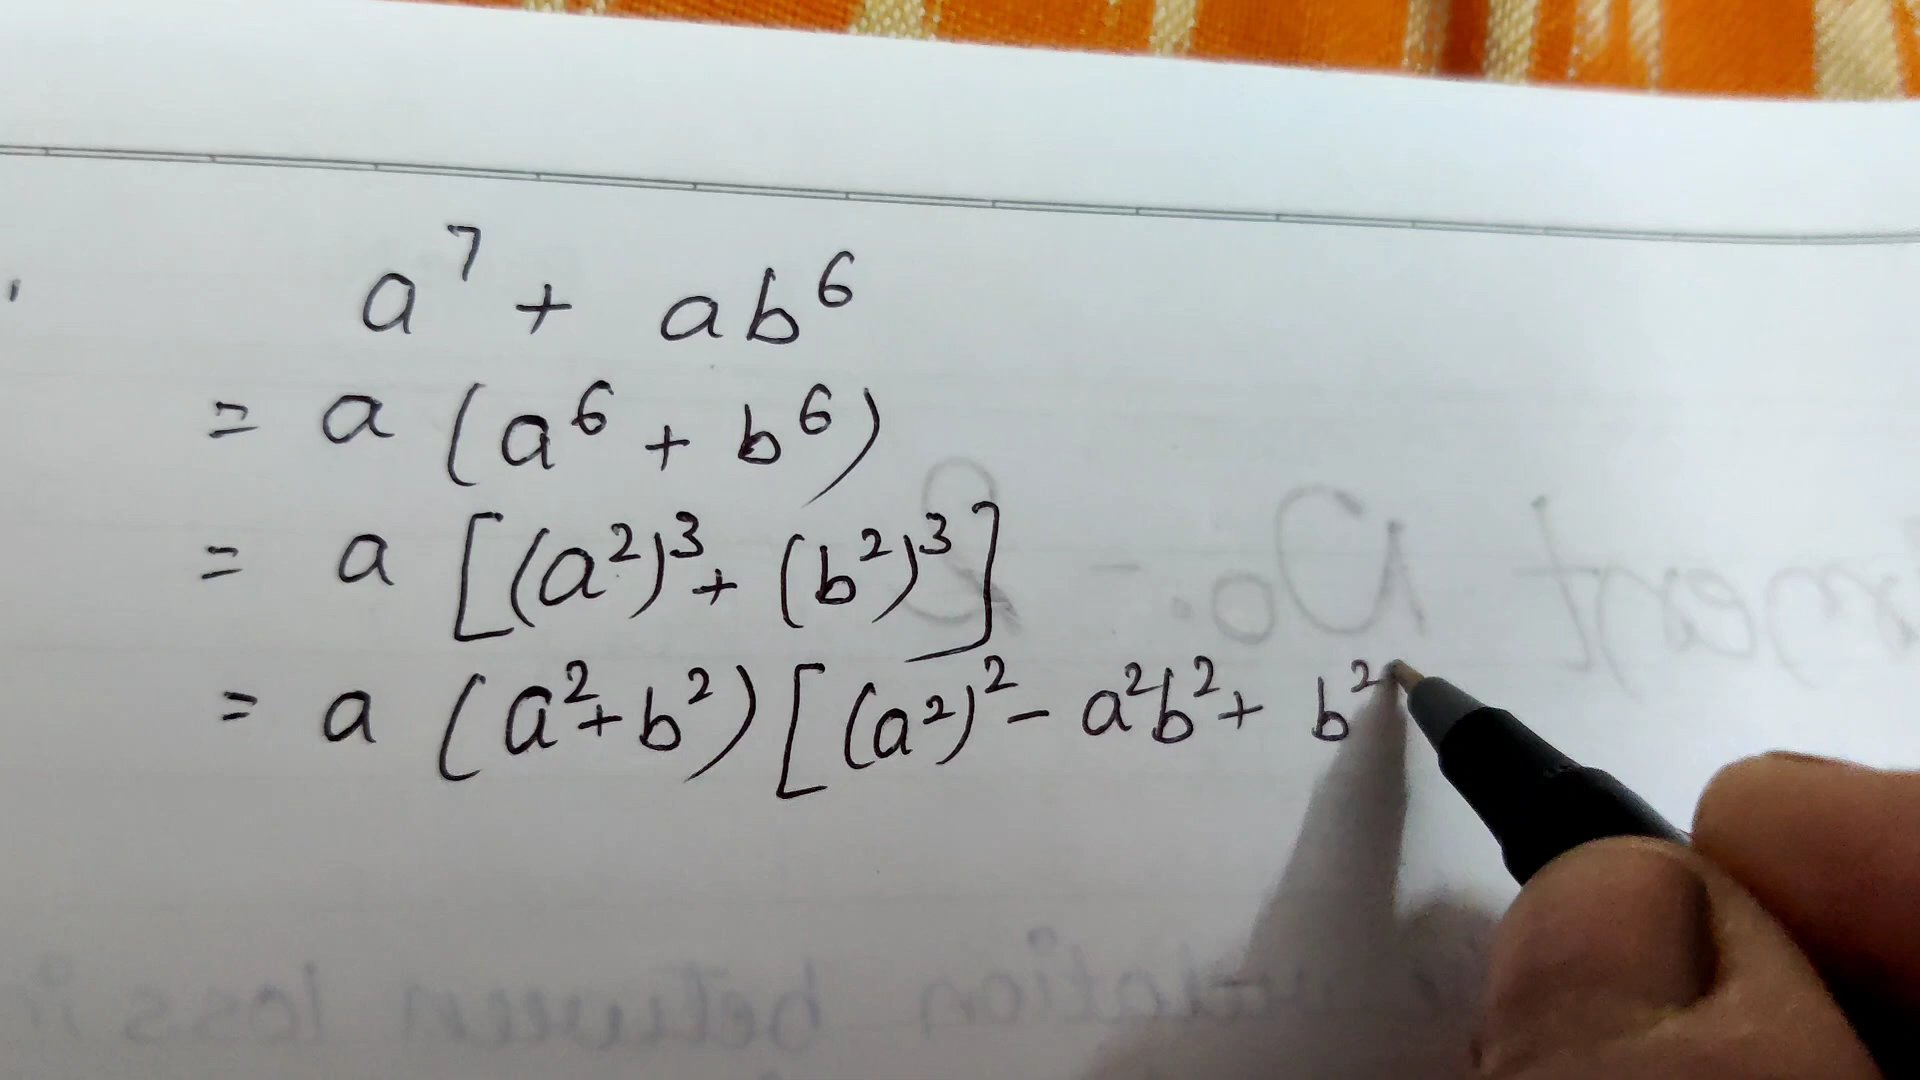 a⁷ + ab⁶
= a (a⁶ + b⁶)
= a [(a²)³ + (b²)³]
= a (a² + b²) [(a²)² - a²b² + b²